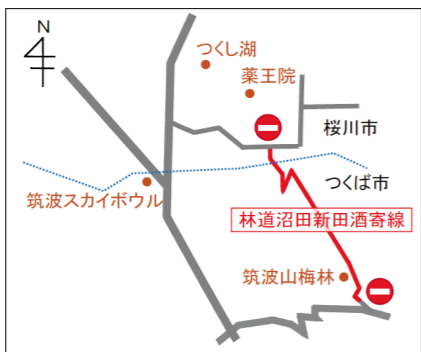 N
つくし湖
薬王院
桜川市
つくば市
筑波スカイボウル
林道沼田新田酒寄線
筑波山梅林